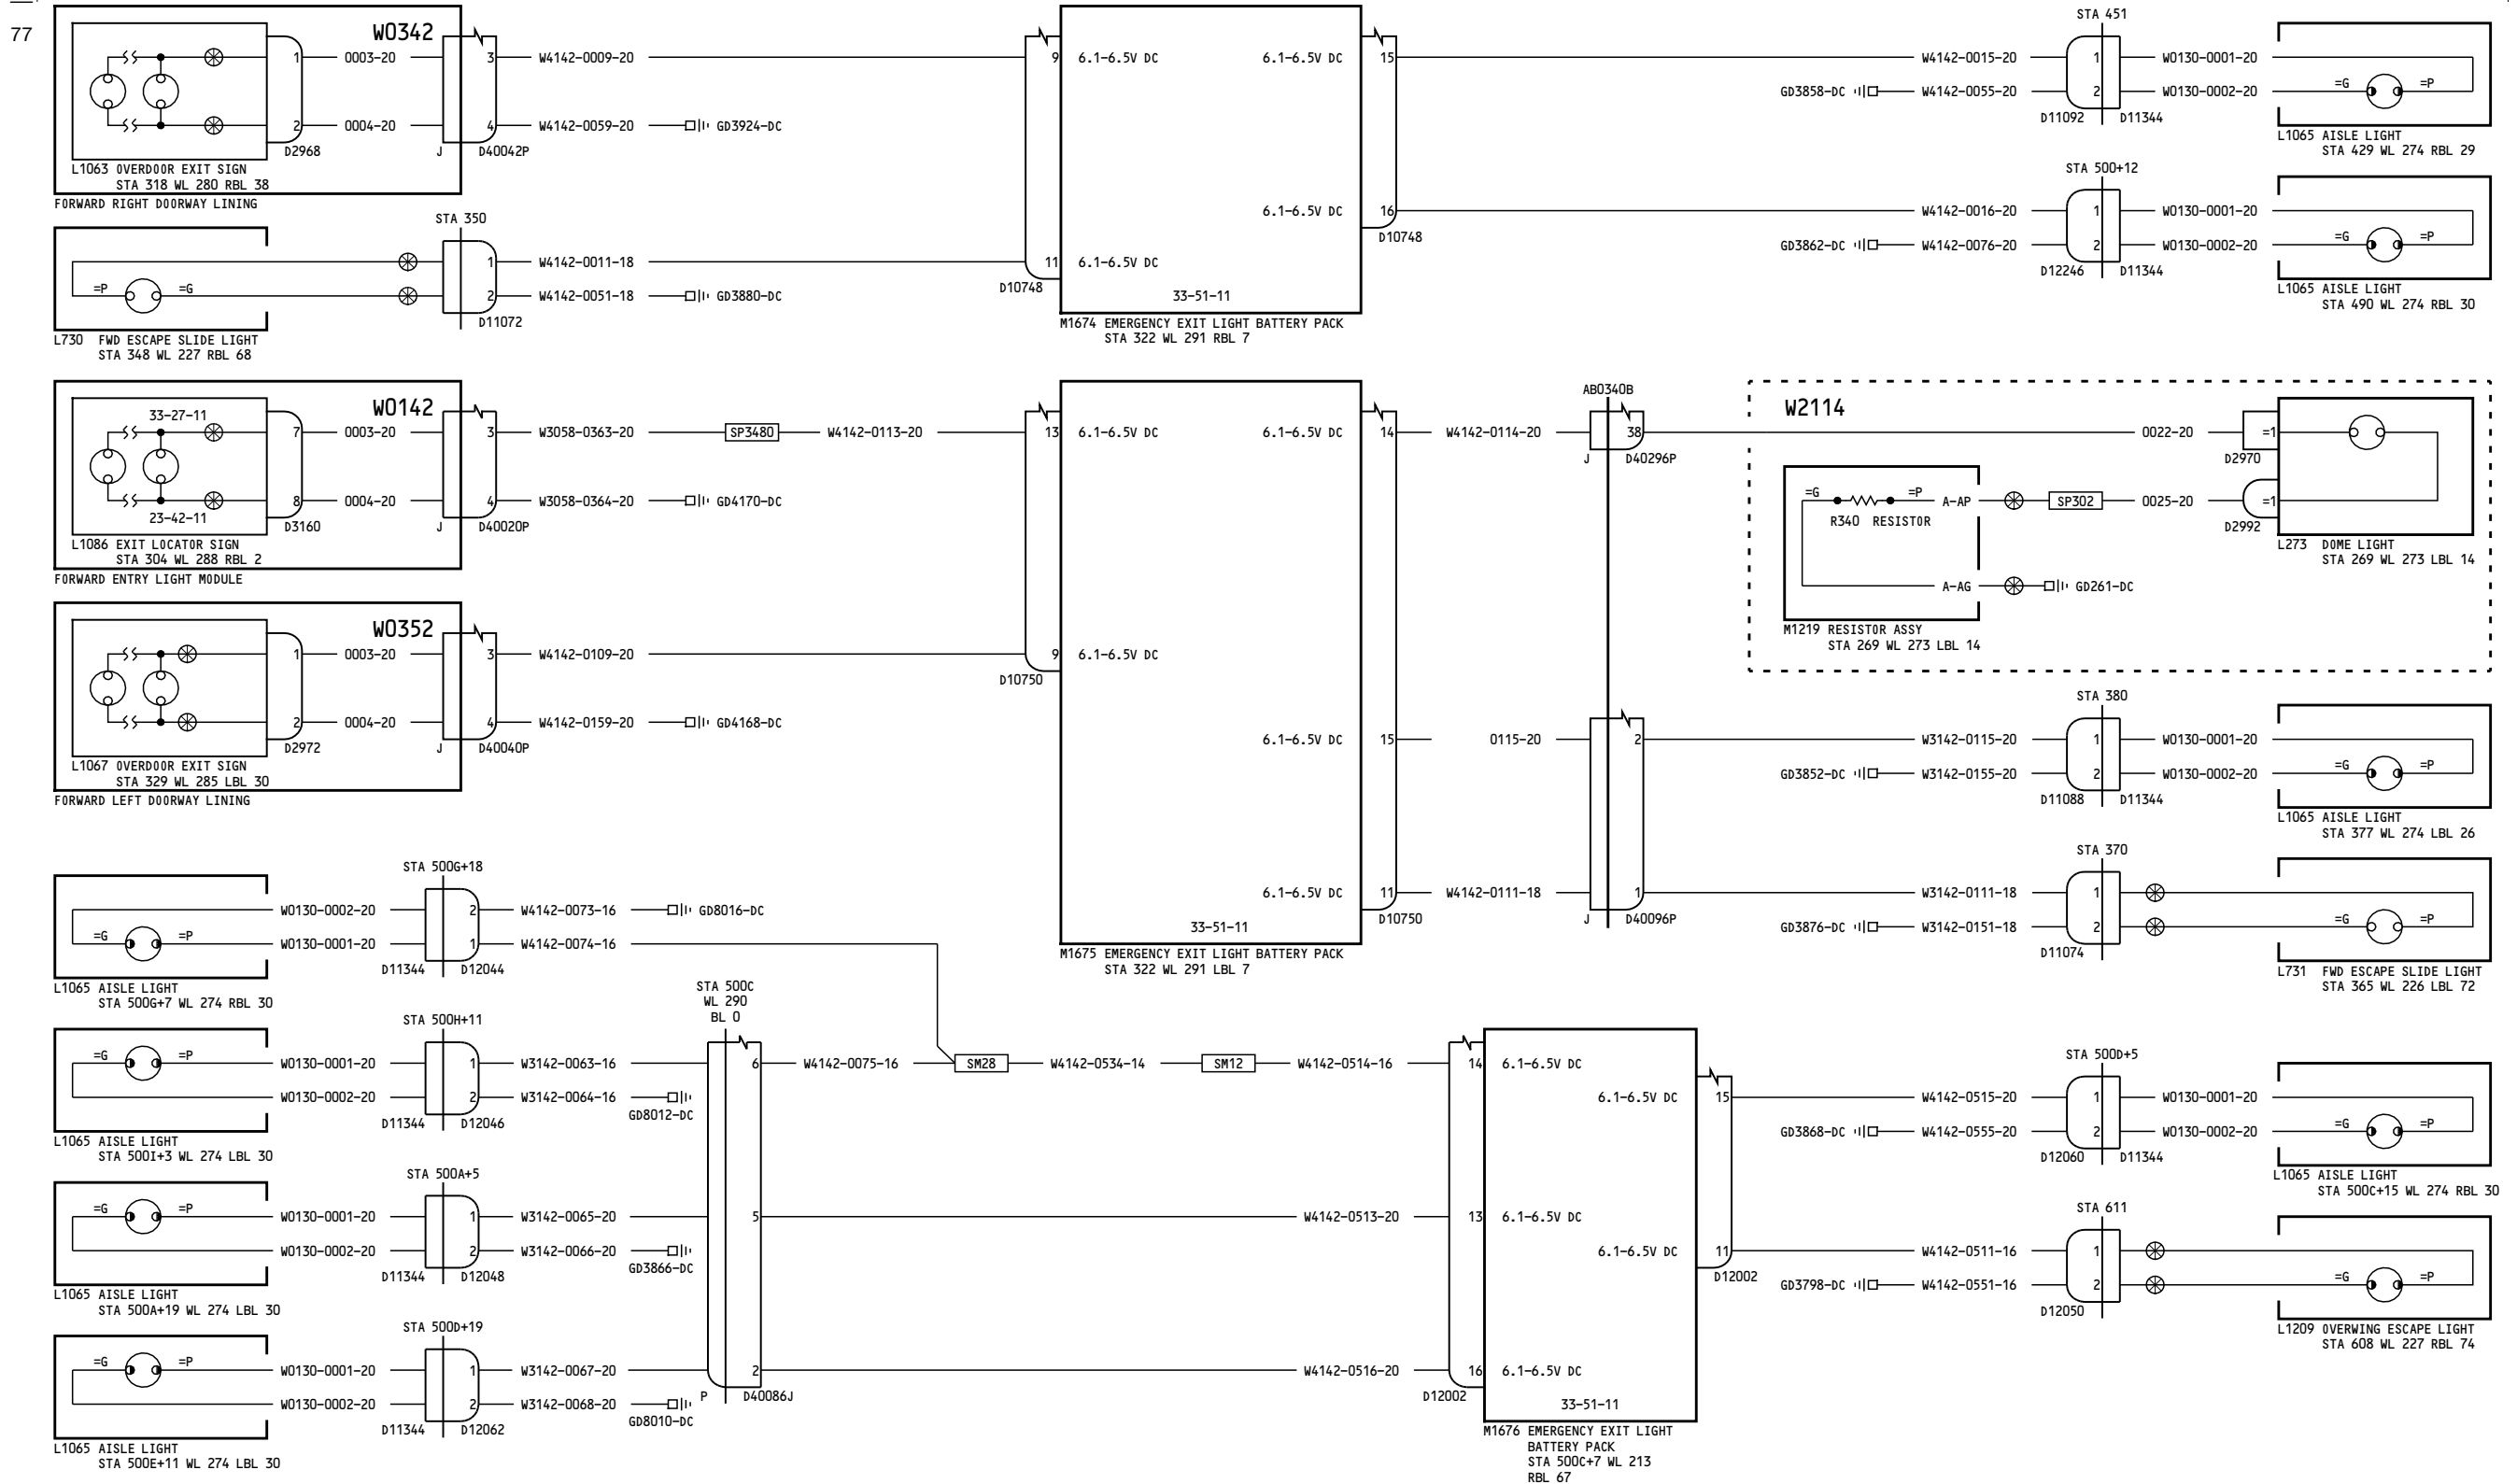 77
W0342
1
0003-20
3
W4142-0009-20
2
0004-20
4
W4142-0059-20
GD3924-DC
D2968
J
D40042P
L1063 OVERDOOR EXIT SIGN
STA 318 WL 280 RBL 38
FORWARD RIGHT DOORWAY LINING
STA 350
1
W4142-0011-18
=P
=G
2
W4142-0051-18
GD3880-DC
D11072
L730 FWD ESCAPE SLIDE LIGHT
STA 348 WL 227 RBL 68
9
6.1-6.5V DC
6.1-6.5V DC
15
6.1-6.5V DC
16
D10748
11
6.1-6.5V DC
D10748
33-51-11
M1674 EMERGENCY EXIT LIGHT BATTERY PACK
STA 322 WL 291 RBL 7
STA 451
W4142-0015-20
1
W0130-0001-20
GD3858-DC
W4142-0055-20
2
W0130-0002-20
=G
=P
D11092
D11344
L1065 AISLE LIGHT
STA 429 WL 274 RBL 29
STA 500+12
W4142-0016-20
1
W0130-0001-20
GD3862-DC
W4142-0076-20
2
W0130-0002-20
=G
=P
D12246
D11344
L1065 AISLE LIGHT
STA 490 WL 274 RBL 30
W0142
33-27-11
7
0003-20
3
W3058-0363-20
SP3480
W4142-0113-20
8
0004-20
4
W3058-0364-20
GD4170-DC
23-42-11
D3160
J
D40020P
L1086 EXIT LOCATOR SIGN
STA 304 WL 288 RBL 2
FORWARD ENTRY LIGHT MODULE
W0352
1
0003-20
3
W4142-0109-20
2
0004-20
4
W4142-0159-20
GD4168-DC
D2972
J
D40040P
L1067 OVERDOOR EXIT SIGN
STA 329 WL 285 LBL 30
FORWARD LEFT DOORWAY LINING
13
6.1-6.5V DC
6.1-6.5V DC
14
W4142-0114-20
9
6.1-6.5V DC
D10750
6.1-6.5V DC
15
0115-20
6.1-6.5V DC
11
W4142-0111-18
D10750
33-51-11
M1675 EMERGENCY EXIT LIGHT BATTERY PACK
STA 322 WL 291 LBL 7
AB0340B
38
J
D40296P
2
1
J
D40096P
W2114
0022-20
=1
D2970
=G
=P
A-AP
SP302
0025-20
=1
R340 RESISTOR
D2992
L273 DOME LIGHT
STA 269 WL 273 LBL 14
A-AG
GD261-DC
M1219 RESISTOR ASSY
STA 269 WL 273 LBL 14
STA 380
W3142-0115-20
1
W0130-0001-20
GD3852-DC
W3142-0155-20
2
W0130-0002-20
=G
=P
D11088
D11344
L1065 AISLE LIGHT
STA 377 WL 274 LBL 26
STA 370
W3142-0111-18
1
GD3876-DC
W3142-0151-18
2
=G
=P
D11074
L731 FWD ESCAPE SLIDE LIGHT
STA 365 WL 226 LBL 72
STA 500G+18
W0130-0002-20
2
W4142-0073-16
GD8016-DC
=G
=P
W0130-0001-20
1
W4142-0074-16
D11344
D12044
L1065 AISLE LIGHT
STA 500G+7 WL 274 RBL 30
STA 500H+11
=G
=P
W0130-0001-20
1
W3142-0063-16
W0130-0002-20
2
W3142-0064-16
GD8012-DC
D11344
D12046
L1065 AISLE LIGHT
STA 500I+3 WL 274 LBL 30
STA 500A+5
=G
=P
W0130-0001-20
1
W3142-0065-20
W0130-0002-20
2
W3142-0066-20
GD3866-DC
D11344
D12048
L1065 AISLE LIGHT
STA 500A+19 WL 274 LBL 30
STA 500D+19
=G
=P
W0130-0001-20
1
W3142-0067-20
W0130-0002-20
2
W3142-0068-20
GD8010-DC
D11344
D12062
L1065 AISLE LIGHT
STA 500E+11 WL 274 LBL 30
STA 500C
WL 290
BL 0
6
W4142-0075-16
SM28
W4142-0534-14
SM12
W4142-0514-16
5
W4142-0513-20
2
W4142-0516-20
P
D40086J
14
6.1-6.5V DC
6.1-6.5V DC
15
13
6.1-6.5V DC
6.1-6.5V DC
11
D12002
16
6.1-6.5V DC
D12002
33-51-11
M1676 EMERGENCY EXIT LIGHT
BATTERY PACK
STA 500C+7 WL 213
RBL 67
STA 500D+5
W4142-0515-20
1
W0130-0001-20
GD3868-DC
W4142-0555-20
2
W0130-0002-20
=G
=P
D12060
D11344
L1065 AISLE LIGHT
STA 500C+15 WL 274 RBL 30
STA 611
W4142-0511-16
1
GD3798-DC
W4142-0551-16
2
=G
=P
D12050
L1209 OVERWING ESCAPE LIGHT
STA 608 WL 227 RBL 74